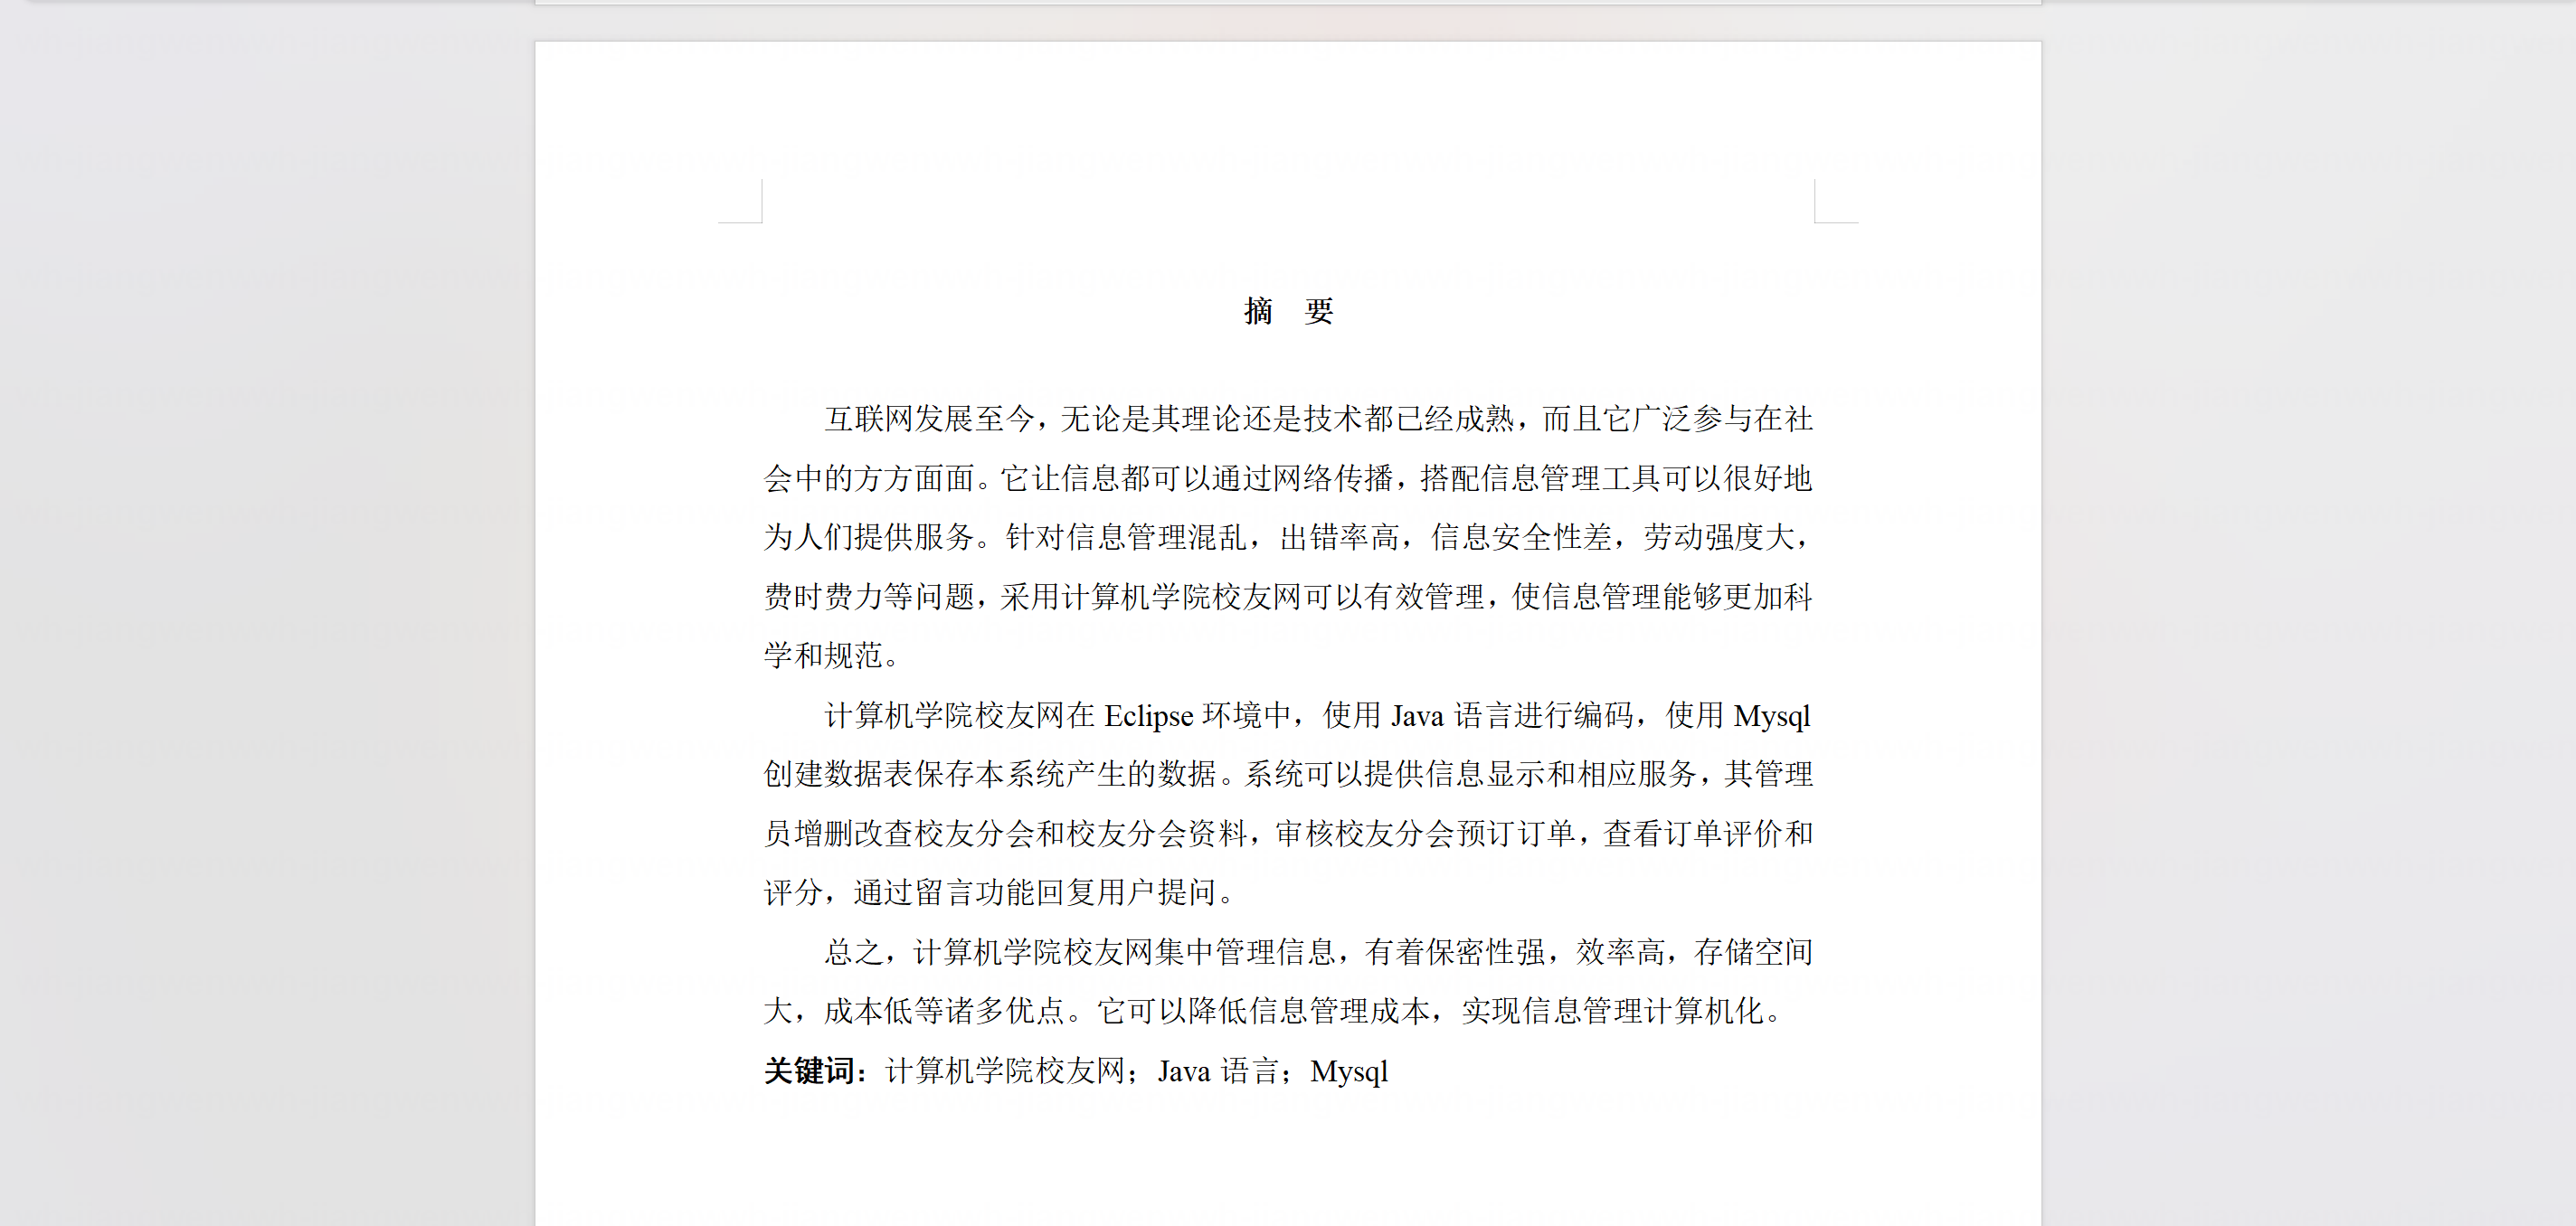 摘 要
互联网发展至今，无论是其理论还是技术都已经成熟，而且它广泛参与在社
会中的方方面面。它让信息都可以通过网络传播，搭配信息管理工具可以很好地
为人们提供服务。针对信息管理混乱，出错率高，信息安全性差，劳动强度大，
费时费力等问题，采用计算机学院校友网可以有效管理，使信息管理能够更加科
学和规范。
计算机学院校友网在 Eclipse 环境中，使用 Java 语言进行编码，使用 Mysql
创建数据表保存本系统产生的数据。系统可以提供信息显示和相应服务，其管理
员增删改查校友分会和校友分会资料，审核校友分会预订订单，查看订单评价和
评分，通过留言功能回复用户提问。
总之，计算机学院校友网集中管理信息，有着保密性强，效率高，存储空间
大，成本低等诸多优点。它可以降低信息管理成本，实现信息管理计算机化。
关键词：计算机学院校友网；Java 语言；Mysql